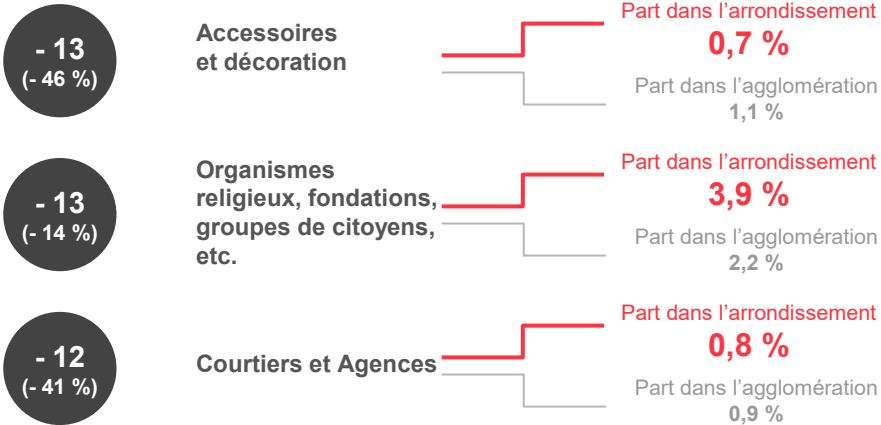 - 13
(- 46 %)
Accessoires
et décoration
Part dans l’arrondissement
0,7 %
Part dans l’agglomération
1,1 %
- 13
(- 14 %)
Organismes
religieux, fondations,
groupes de citoyens,
etc.
Part dans l’arrondissement
3,9 %
Part dans l’agglomération
2,2 %
- 12
(- 41 %)
Courtiers et Agences
Part dans l’arrondissement
0,8 %
Part dans l’agglomération
0,9 %